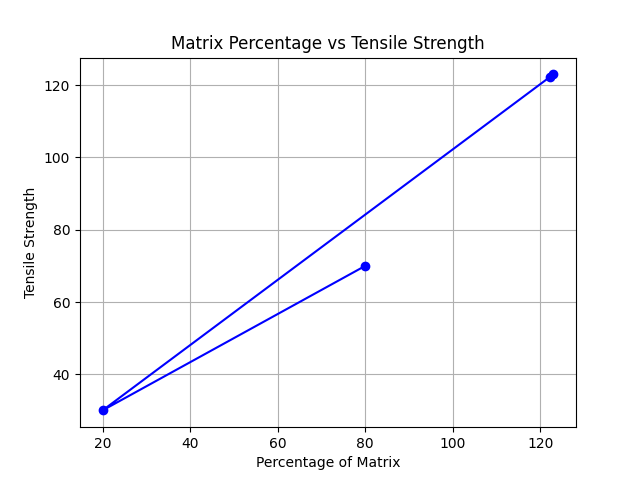 Matrix Percentage vs Tensile Strength
120
100
80
60
40
Tensile Strength
20 40 60 80 100 120
Percentage of Matrix